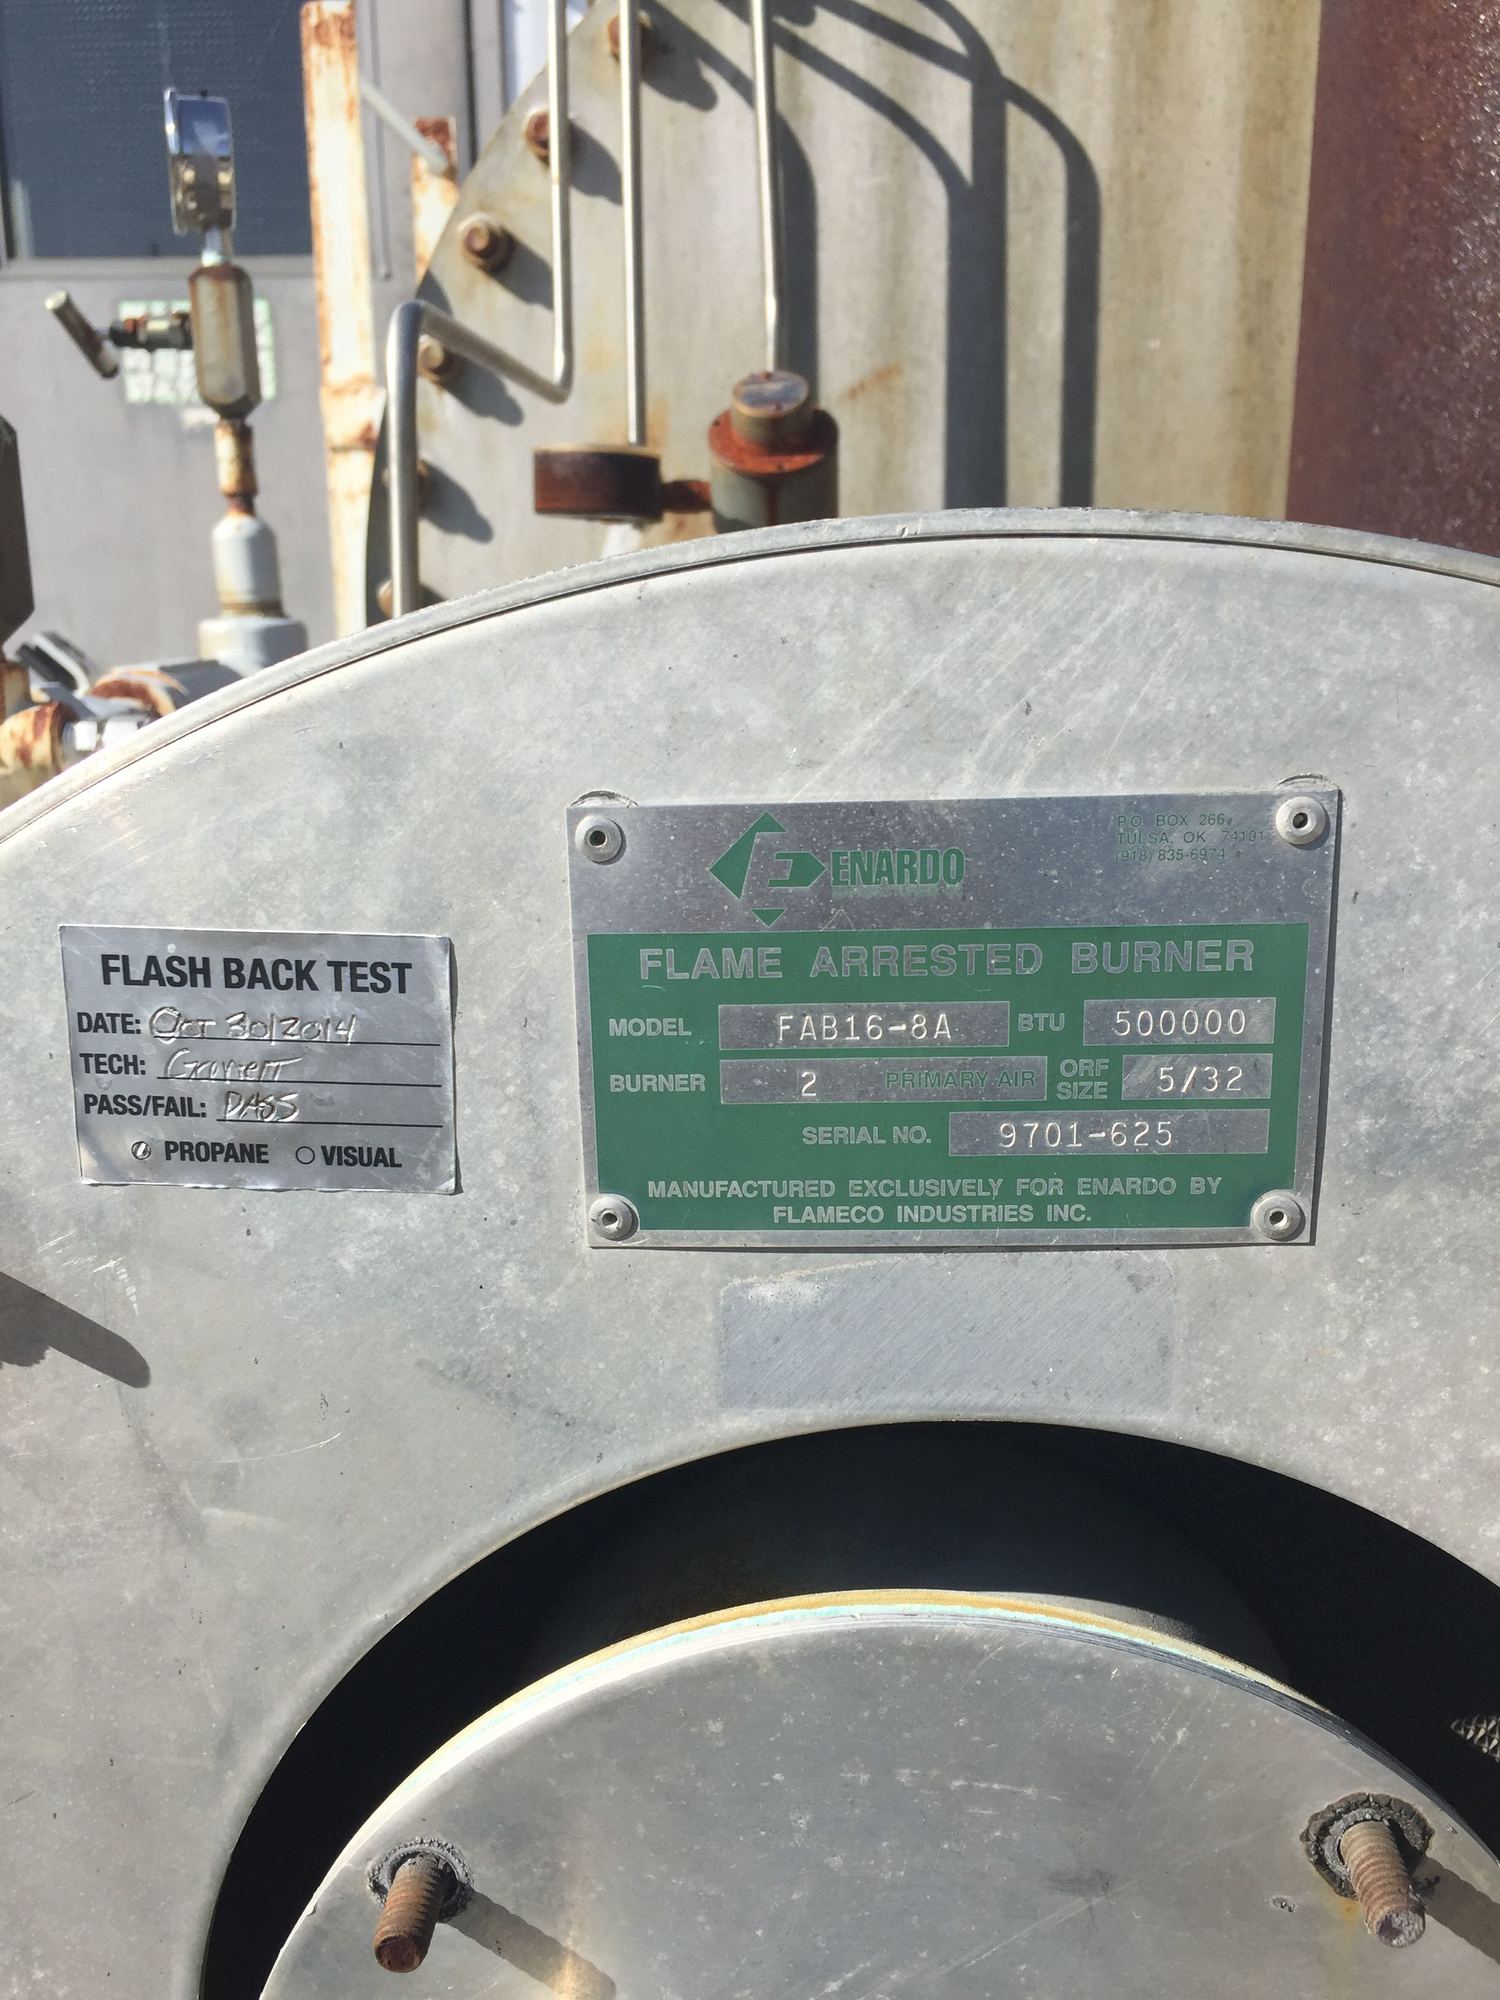 FLASH BACK TEST
DATE: Oct 30/2014
TECH:
PASS/FAIL: PASS
PROPANE VISUAL
ENARDO
P.O. BOX 266
TULSA, OK 74101
(918) 835-6974
FLAME ARRESTED BURNER
MODEL FAB16-8A BTU 500000
BURNER 2 PRIMARY AIR ORF SIZE 5/32
SERIAL NO. 9701-625
MANUFACTURED EXCLUSIVELY FOR ENARDO BY
FLAMECO INDUSTRIES INC.